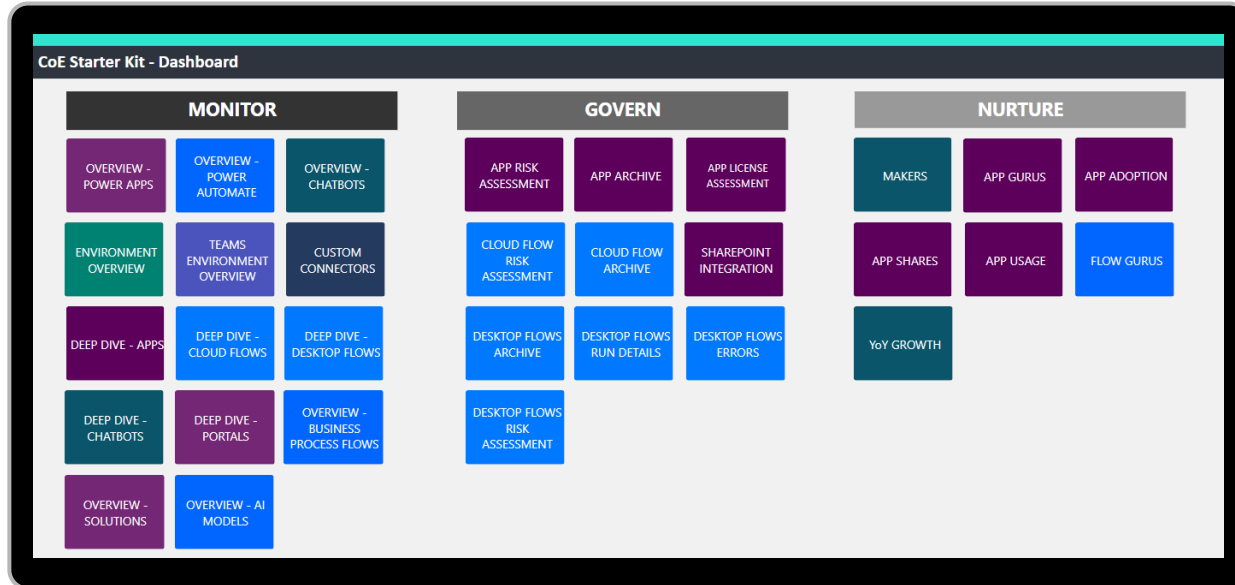 CoE Starter Kit - Dashboard
MONITOR
OVERVIEW -
POWER APPS
OVERVIEW -
POWER
AUTOMATE
OVERVIEW -
CHATBOTS
ENVIRONMENT
OVERVIEW
TEAMS
ENVIRONMENT
OVERVIEW
CUSTOM
CONNECTORS
DEEP DIVE - APPS
DEEP DIVE -
CLOUD FLOWS
DEEP DIVE -
DESKTOP FLOWS
DEEP DIVE -
CHATBOTS
DEEP DIVE -
PORTALS
OVERVIEW -
BUSINESS
PROCESS FLOWS
OVERVIEW -
SOLUTIONS
OVERVIEW - AI
MODELS
GOVERN
APP RISK
ASSESSMENT
APP ARCHIVE
APP LICENSE
ASSESSMENT
CLOUD FLOW
RISK
ASSESSMENT
CLOUD FLOW
ARCHIVE
SHAREPOINT
INTEGRATION
DESKTOP FLOWS
ARCHIVE
DESKTOP FLOWS
RUN DETAILS
DESKTOP FLOWS
ERRORS
DESKTOP FLOWS
RISK
ASSESSMENT
NURTURE
MAKERS
APP GURUS
APP ADOPTION
APP SHARES
APP USAGE
FLOW GURUS
YoY GROWTH